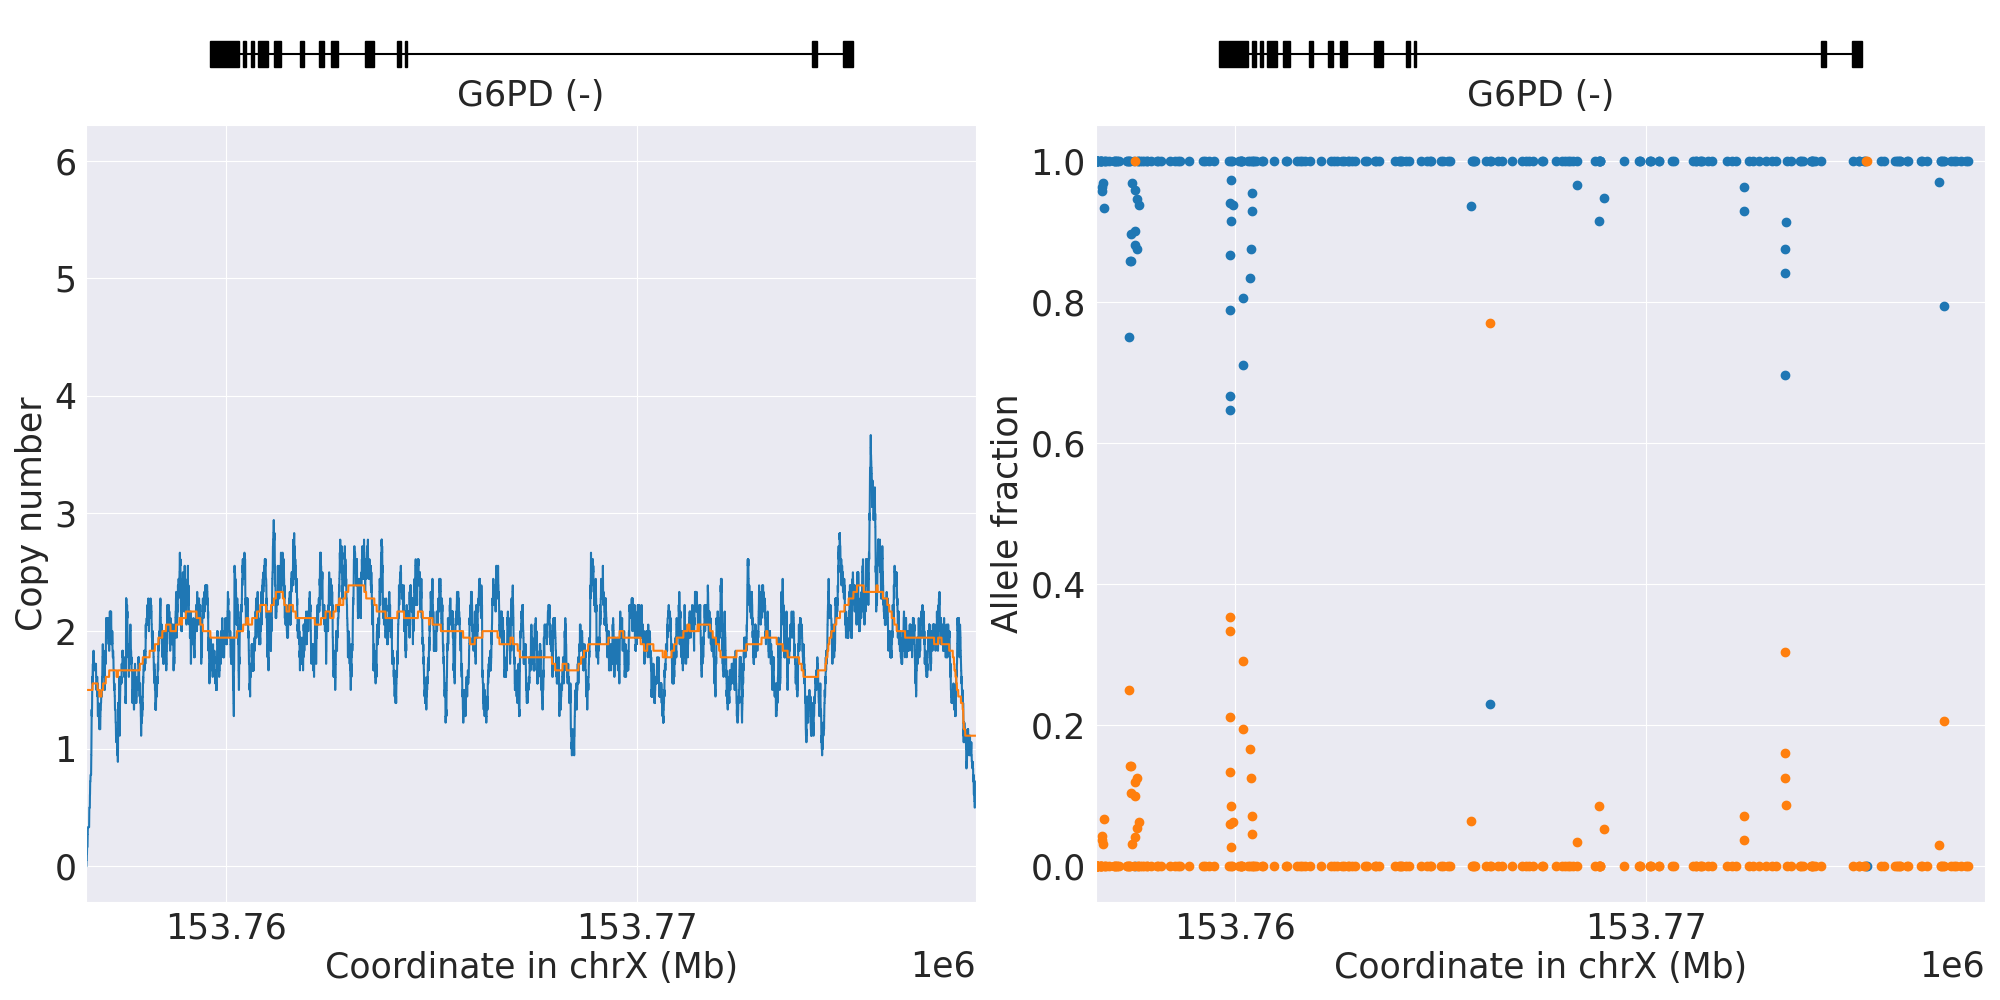 G6PD (-)
6
5
4
3
2
1
0
Copy number
153.76
153.77
Coordinate in chrX (Mb)
1e6
G6PD (-)
1.0
0.8
0.6
0.4
0.2
0.0
Allele fraction
153.76
153.77
Coordinate in chrX (Mb)
1e6